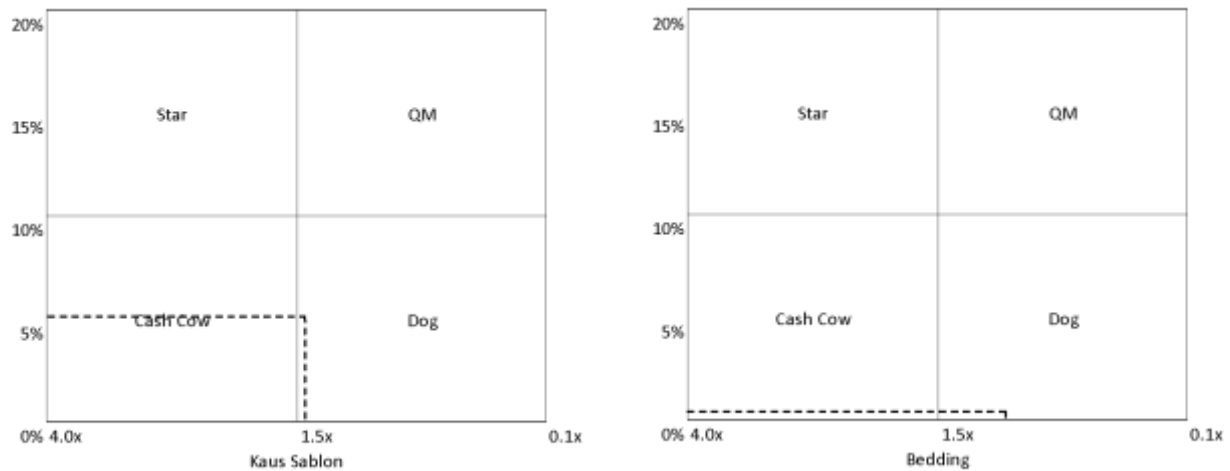 20%
Star
QM
15%
10%
Cash Cow
Dog
5%
0% 4.0x
1.5x
0.1x
Kaus Sablon
20%
Star
QM
15%
10%
Cash Cow
Dog
5%
0% 4.0x
1.5x
0.1x
Bedding